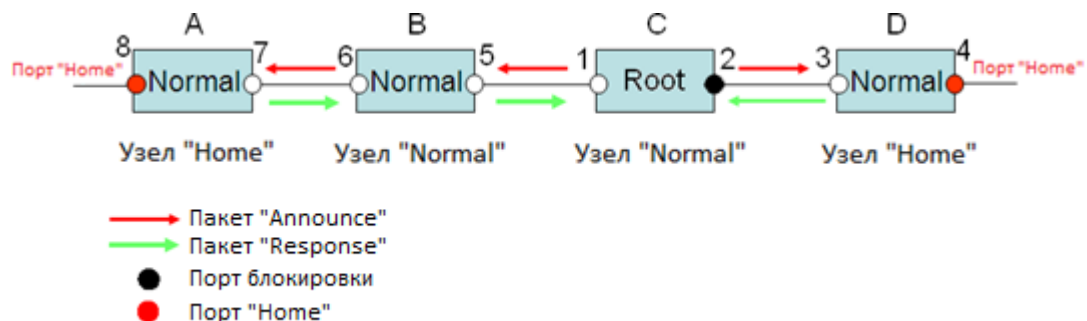 A B C D
8 7 6 5 1 2 3 4
Порт "Home" Normal Normal Root Normal Порт "Home"
Узел "Home" Узел "Normal" Узел "Normal" Узел "Home"
Пакет "Announce"
Пакет "Response"
Порт блокировки
Порт "Home"